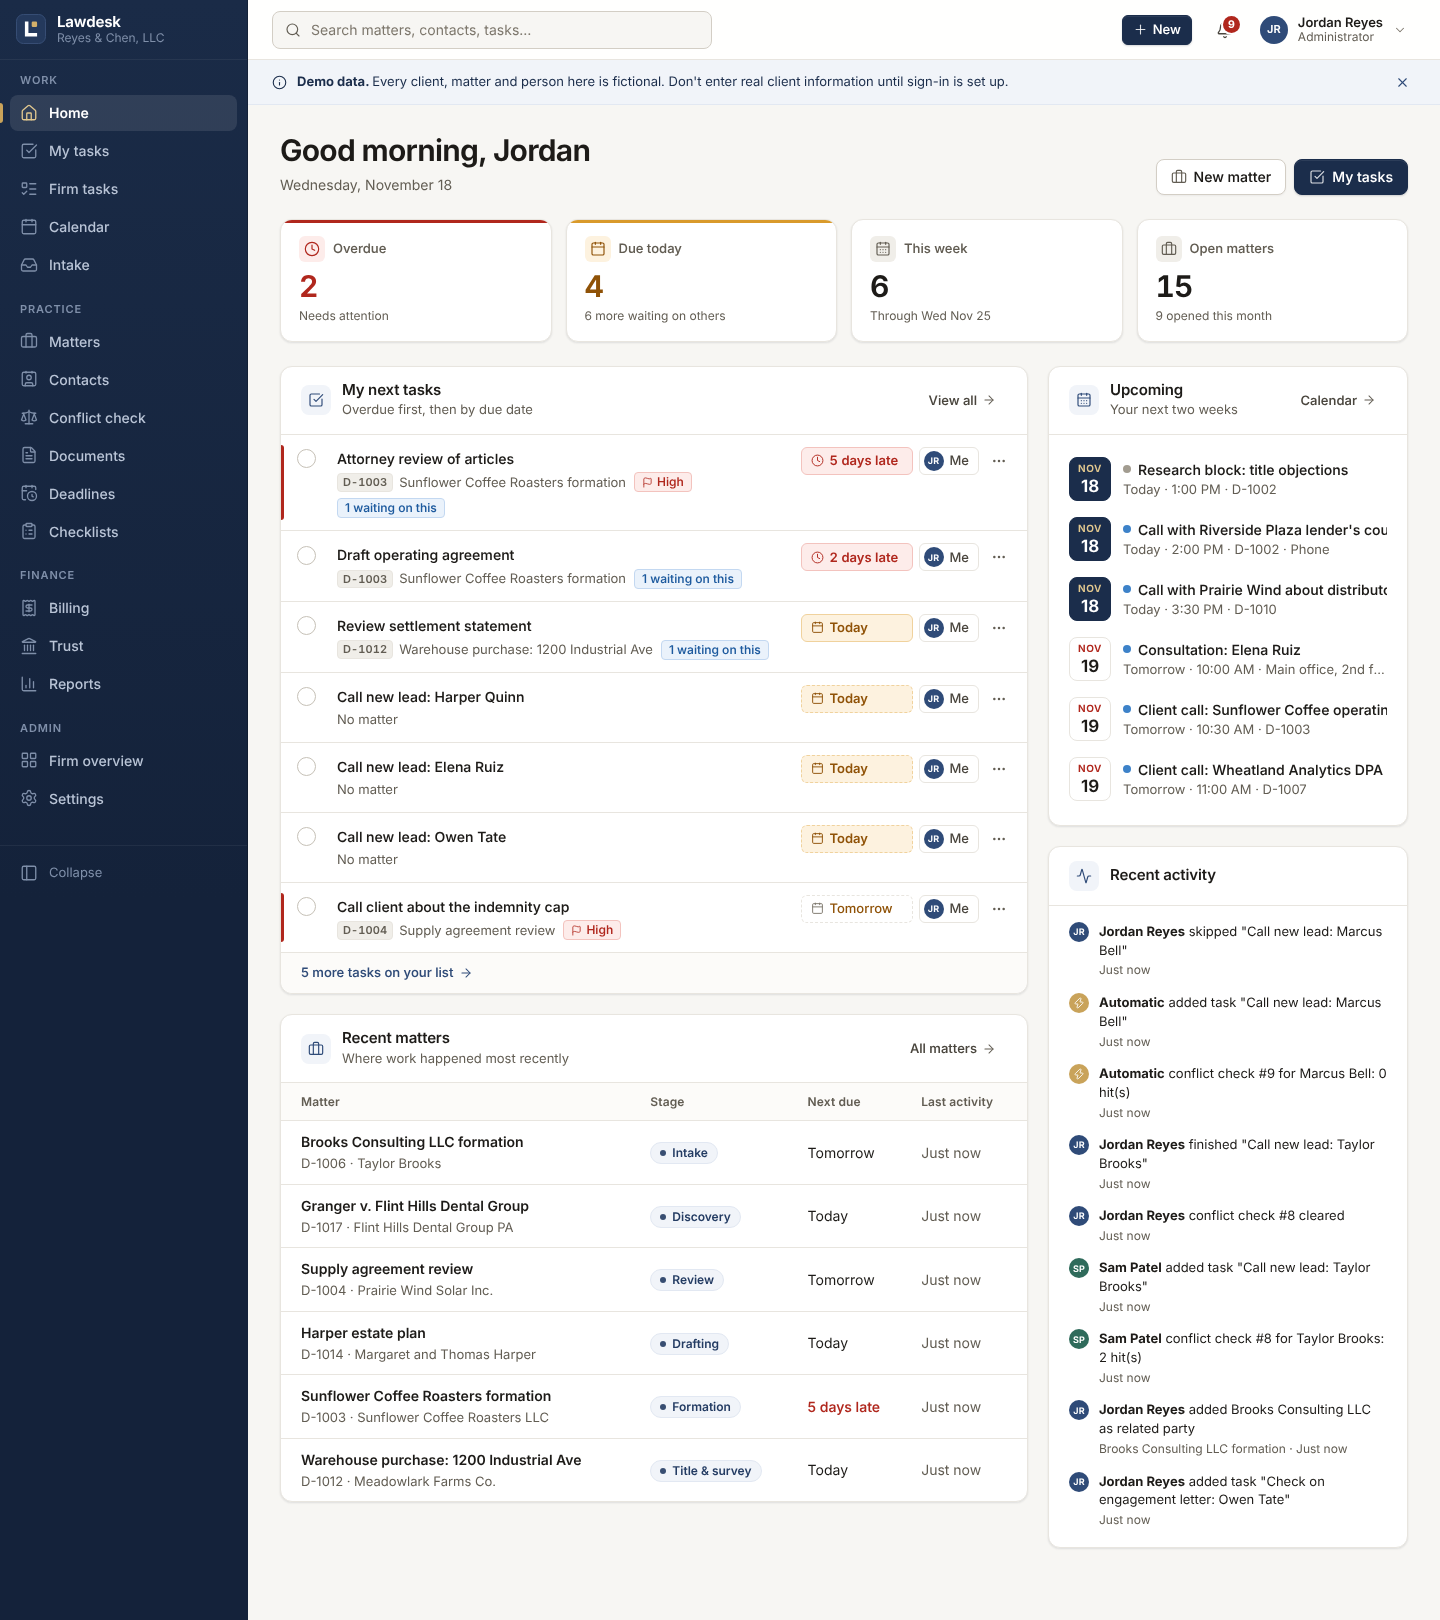 Lawdesk
Reyes & Chen, LLC
WORK
Home
My tasks
Firm tasks
Calendar
Intake
PRACTICE
Matters
Contacts
Conflict check
Documents
Deadlines
Checklists
FINANCE
Billing
Trust
Reports
ADMIN
Firm overview
Settings
Collapse
Search matters, contacts, tasks...
New
9
JR
Jordan Reyes
Administrator
Demo data. Every client, matter and person here is fictional. Don't enter real client information until sign-in is set up.
Good morning, Jordan
Wednesday, November 18
New matter
My tasks
Overdue
2
Needs attention
Due today
4
6 more waiting on others
This week
6
Through Wed Nov 25
Open matters
15
9 opened this month
My next tasks
Overdue first, then by due date
View all
Attorney review of articles
D-1003 Sunflower Coffee Roasters formation High
1 waiting on this
5 days late JR Me
Draft operating agreement
D-1003 Sunflower Coffee Roasters formation 1 waiting on this
2 days late JR Me
Review settlement statement
D-1012 Warehouse purchase: 1200 Industrial Ave 1 waiting on this
Today JR Me
Call new lead: Harper Quinn
No matter
Today JR Me
Call new lead: Elena Ruiz
No matter
Today JR Me
Call new lead: Owen Tate
No matter
Today JR Me
Call client about the indemnity cap
D-1004 Supply agreement review High
Tomorrow JR Me
5 more tasks on your list
Recent matters
Where work happened most recently
All matters
Matter Stage Next due Last activity
Brooks Consulting LLC formation
D-1006 · Taylor Brooks
Intake Tomorrow Just now
Granger v. Flint Hills Dental Group
D-1017 · Flint Hills Dental Group PA
Discovery Today Just now
Supply agreement review
D-1004 · Prairie Wind Solar Inc.
Review Tomorrow Just now
Harper estate plan
D-1014 · Margaret and Thomas Harper
Drafting Today Just now
Sunflower Coffee Roasters formation
D-1003 · Sunflower Coffee Roasters LLC
Formation 5 days late Just now
Warehouse purchase: 1200 Industrial Ave
D-1012 · Meadowlark Farms Co.
Title & survey Today Just now
Upcoming
Your next two weeks
Calendar
NOV
18
Research block: title objections
Today · 1:00 PM · D-1002
NOV
18
Call with Riverside Plaza lender's cou
Today · 2:00 PM · D-1002 · Phone
NOV
18
Call with Prairie Wind about distributo
Today · 3:30 PM · D-1010
NOV
19
Consultation: Elena Ruiz
Tomorrow · 10:00 AM · Main office, 2nd f...
NOV
19
Client call: Sunflower Coffee operatin
Tomorrow · 10:30 AM · D-1003
NOV
19
Client call: Wheatland Analytics DPA
Tomorrow · 11:00 AM · D-1007
Recent activity
JR
Jordan Reyes skipped "Call new lead: Marcus
Bell"
Just now
Automatic added task "Call new lead: Marcus
Bell"
Just now
Automatic conflict check #9 for Marcus Bell: 0
hit(s)
Just now
JR
Jordan Reyes finished "Call new lead: Taylor
Brooks"
Just now
JR
Jordan Reyes conflict check #8 cleared
Just now
SP
Sam Patel added task "Call new lead: Taylor
Brooks"
Just now
SP
Sam Patel conflict check #8 for Taylor Brooks:
2 hit(s)
Just now
JR
Jordan Reyes added Brooks Consulting LLC
as related party
Brooks Consulting LLC formation · Just now
JR
Jordan Reyes added task "Check on
engagement letter: Owen Tate"
Just now